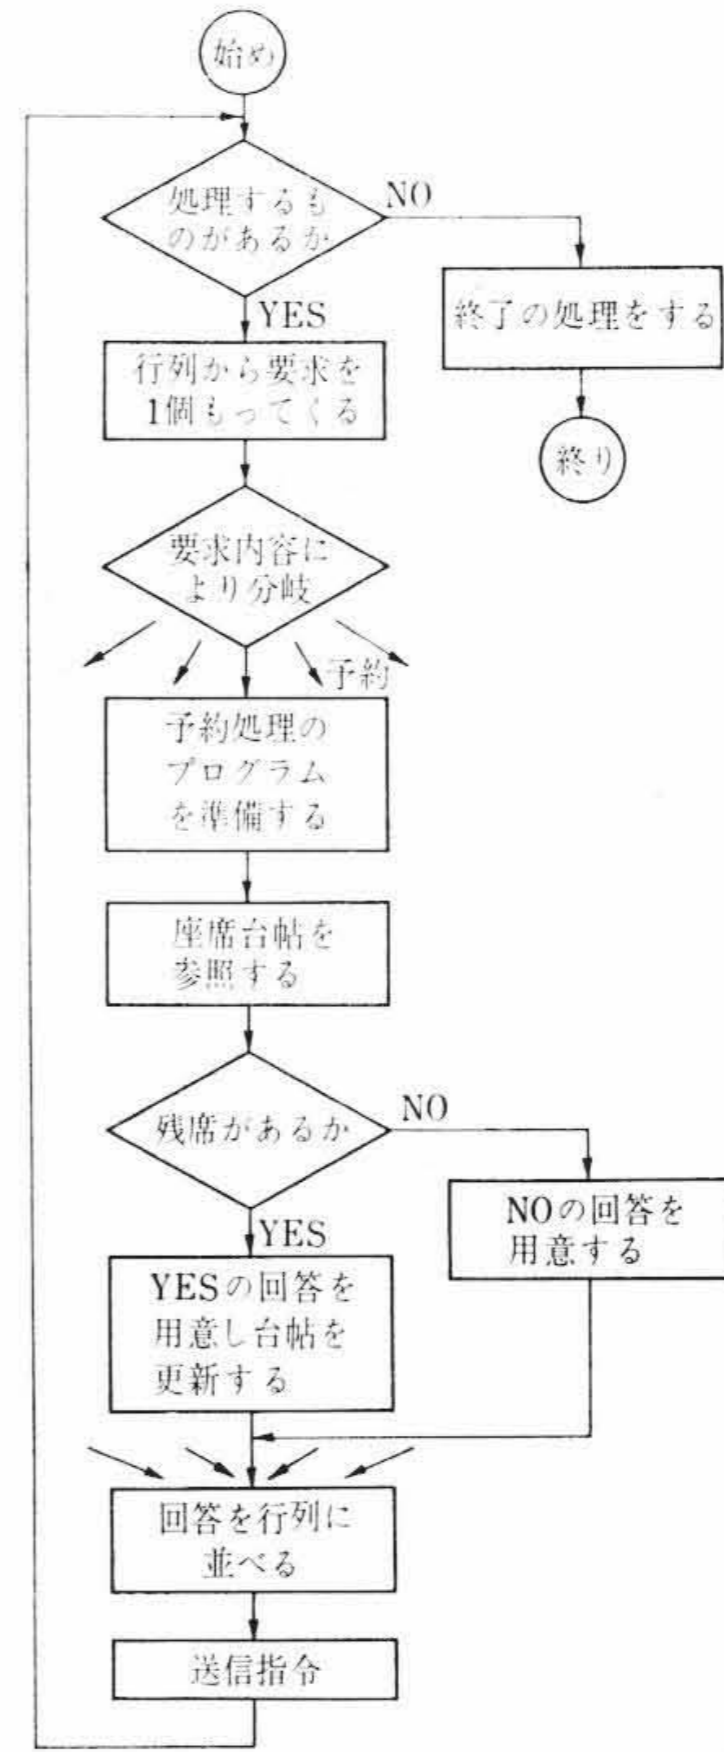 始め
処理するも
のがあるか
NO
終了の処理をする
終り
YES
行列から要求を
1個もってくる
要求内容に
より分岐
予約
予約処理の
プログラム
を準備する
座席台帖を
参照する
残席があるか
NO
NOの回答を
用意する
YES
YESの回答を
用意し台帖を
更新する
回答を行列に
並べる
送信指令